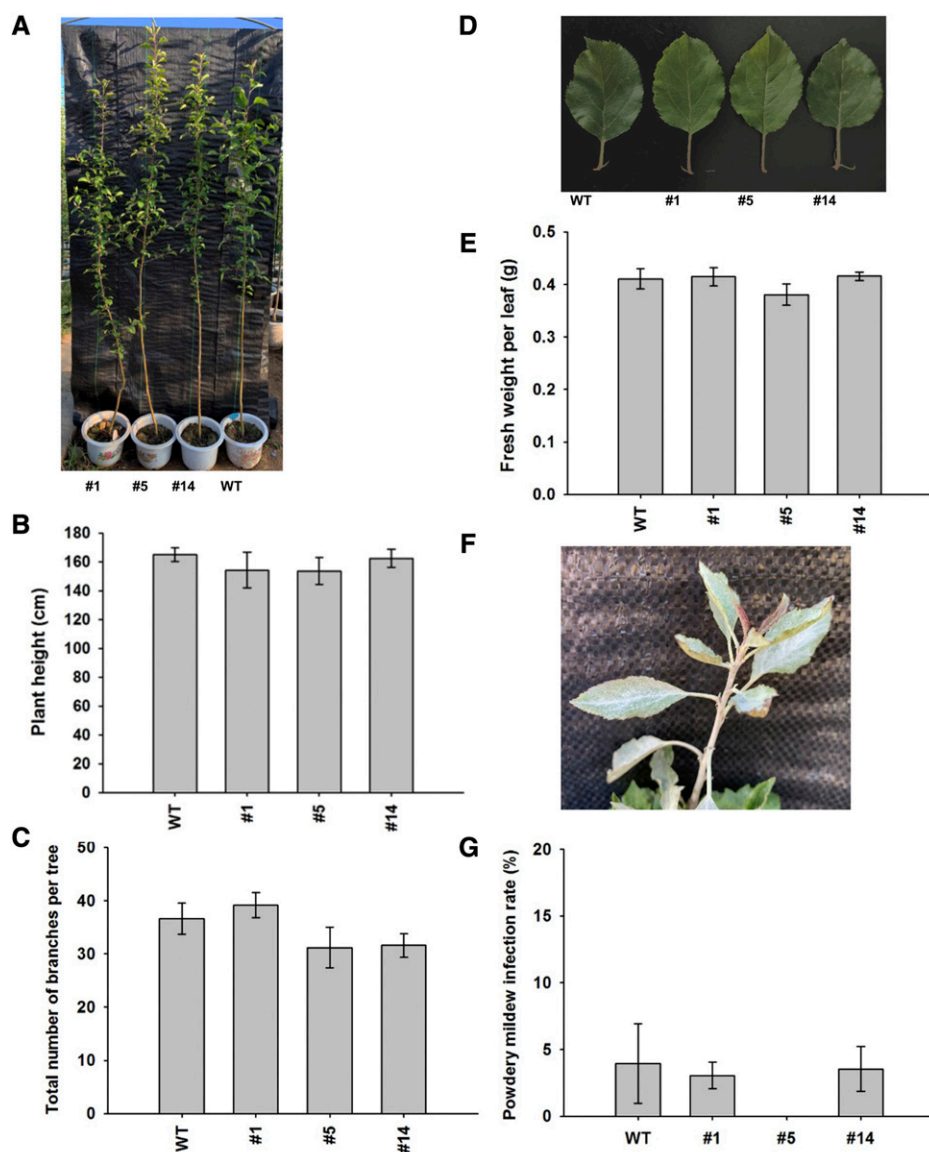 A
#1 #5 #14 WT
B
Plant height (cm)
180
160
140
120
100
80
60
40
20
0
WT #1 #5 #14
C
Total number of branches per tree
50
40
30
20
10
0
WT #1 #5 #14
D
WT #1 #5 #14
E
Fresh weight per leaf (g)
0.5
0.4
0.3
0.2
0.1
0.0
WT #1 #5 #14
F
G
Powdery mildew infection rate (%)
20
15
10
5
0
WT #1 #5 #14